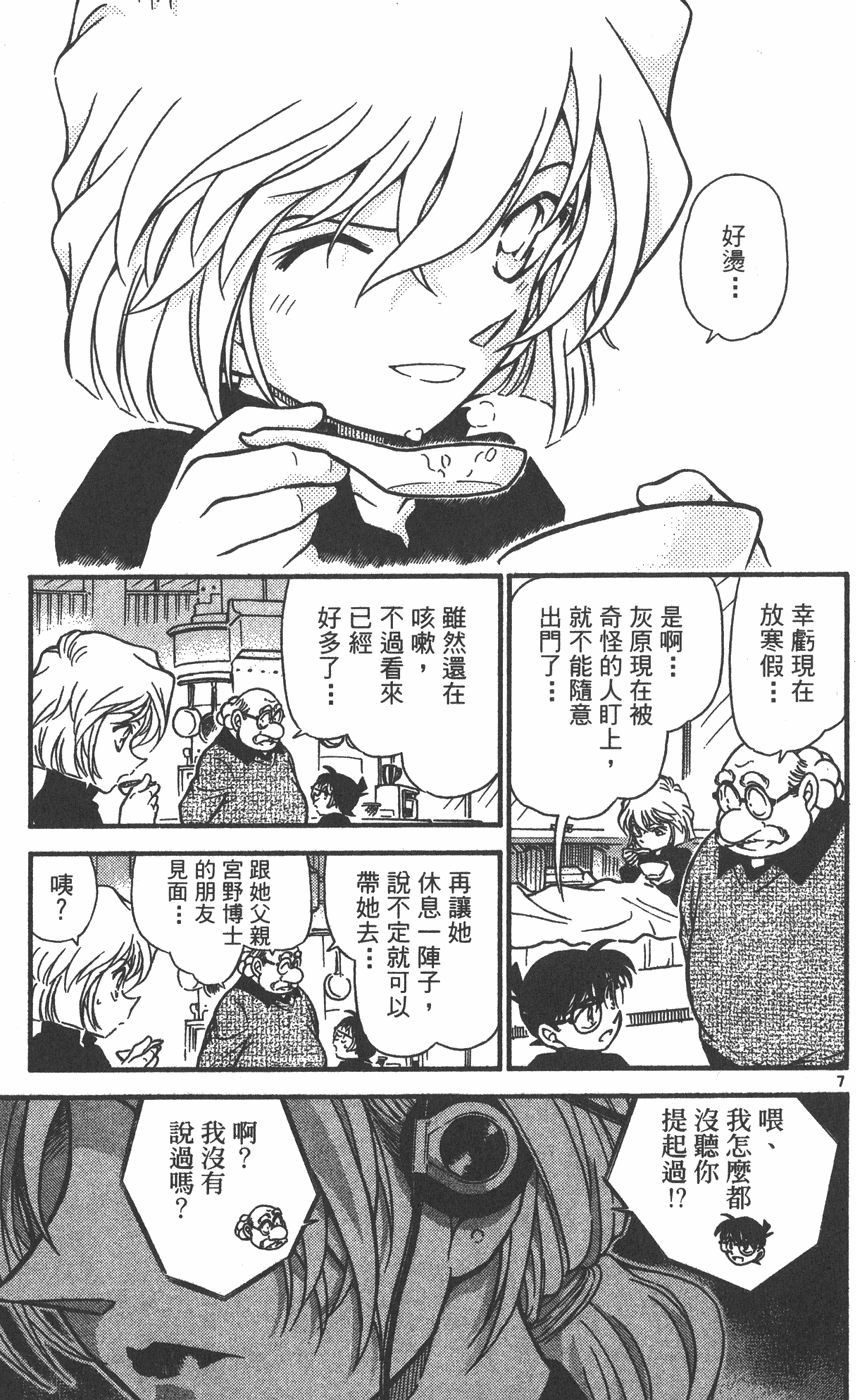 好燙…
幸虧現在
放寒假…
是啊…
灰原現在被
奇怪的人盯上，
就不能隨意
出門了…
雖然還在
咳嗽，
不過看來
已經
好多了…
再讓她
休息一陣子，
說不定就可以
帶她去…
跟她父親
宮野博士
的朋友
見面…
咦？
7
喂、
我怎麼都
沒聽你
提起過!?
啊？
我沒有
說過嗎？